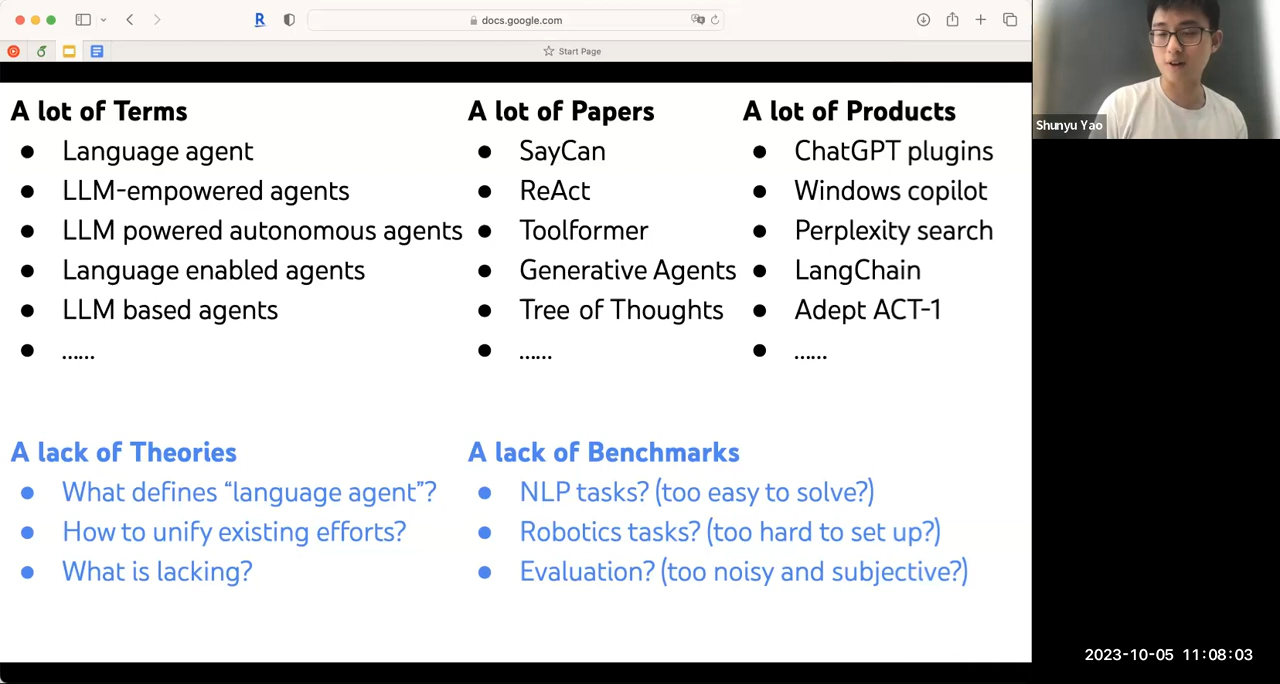 docs.google.com
Start Page
A lot of Terms
Language agent
LLM-empowered agents
LLM powered autonomous agents
Language enabled agents
LLM based agents
......
A lot of Papers
SayCan
ReAct
Toolformer
Generative Agents
Tree of Thoughts
......
A lot of Products
ChatGPT plugins
Windows copilot
Perplexity search
LangChain
Adept ACT-1
......
A lack of Theories
What defines “language agent”?
How to unify existing efforts?
What is lacking?
A lack of Benchmarks
NLP tasks? (too easy to solve?)
Robotics tasks? (too hard to set up?)
Evaluation? (too noisy and subjective?)
Shunyu Yao
2023-10-05 11:08:03